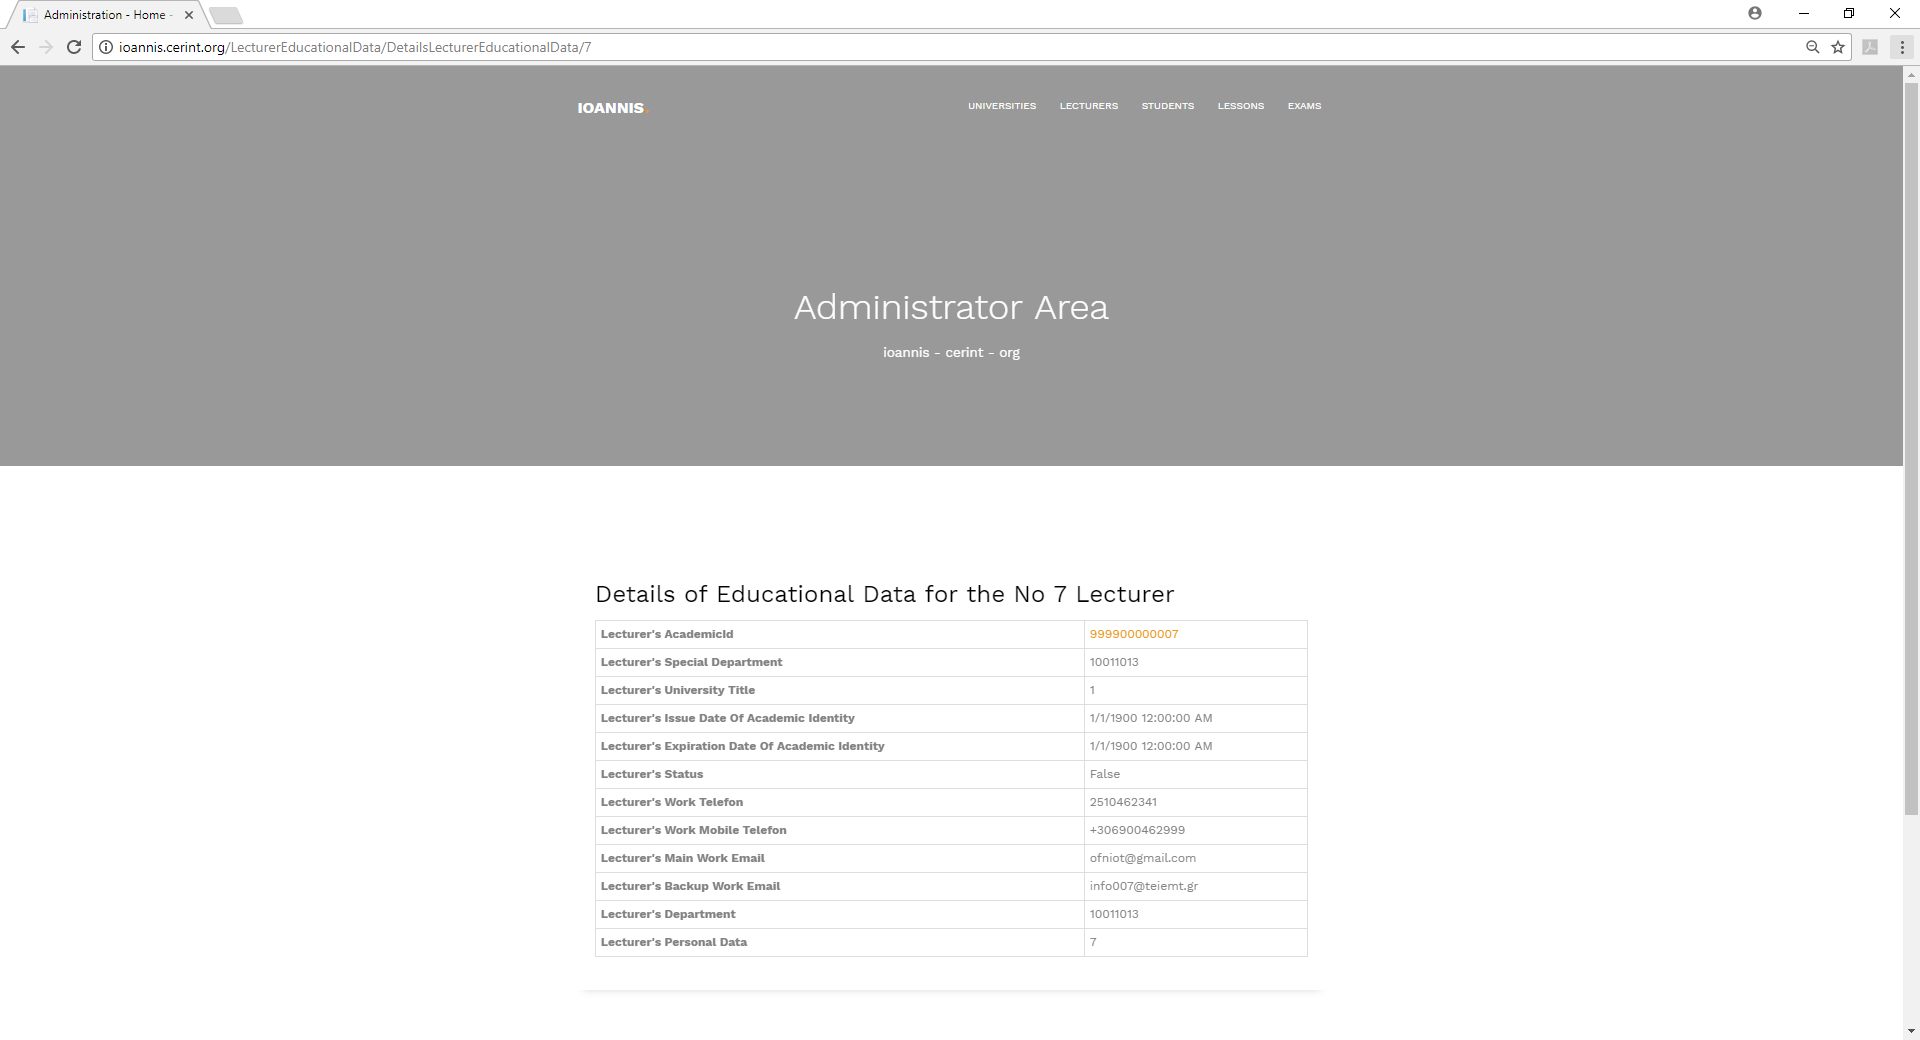 Administration - Home -
ioannis.cerint.org/LecturerEducationalData/DetailsLecturerEducationalData/7
IOANNIS. UNIVERSITIES LECTURERS STUDENTS LESSONS EXAMS
Administrator Area
ioannis - cerint - org
Details of Educational Data for the No 7 Lecturer
Lecturer's AcademicId 999900000007
Lecturer's Special Department 10011013
Lecturer's University Title 1
Lecturer's Issue Date Of Academic Identity 1/1/1900 12:00:00 AM
Lecturer's Expiration Date Of Academic Identity 1/1/1900 12:00:00 AM
Lecturer's Status False
Lecturer's Work Telefon 2510462341
Lecturer's Work Mobile Telefon +306900462999
Lecturer's Main Work Email ofniot@gmail.com
Lecturer's Backup Work Email info007@teiemt.gr
Lecturer's Department 10011013
Lecturer's Personal Data 7